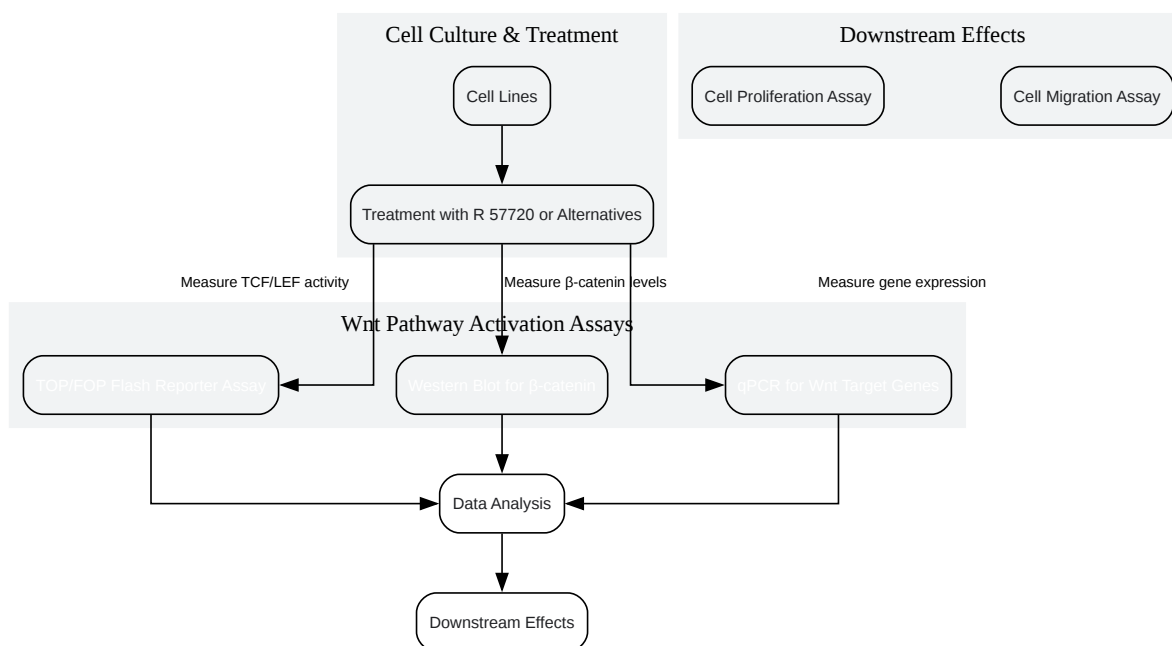 Cell Culture & Treatment
Downstream Effects
Cell Lines
Cell Proliferation Assay
Cell Migration Assay
Treatment with R 57720 or Alternatives
Measure TCF/LEF activity
Measure β-catenin levels
Measure gene expression
Wnt Pathway Activation Assays
TOP/FOP Flash Reporter Assay
Western Blot for β-catenin
qPCR for Wnt Target Genes
Data Analysis
Downstream Effects